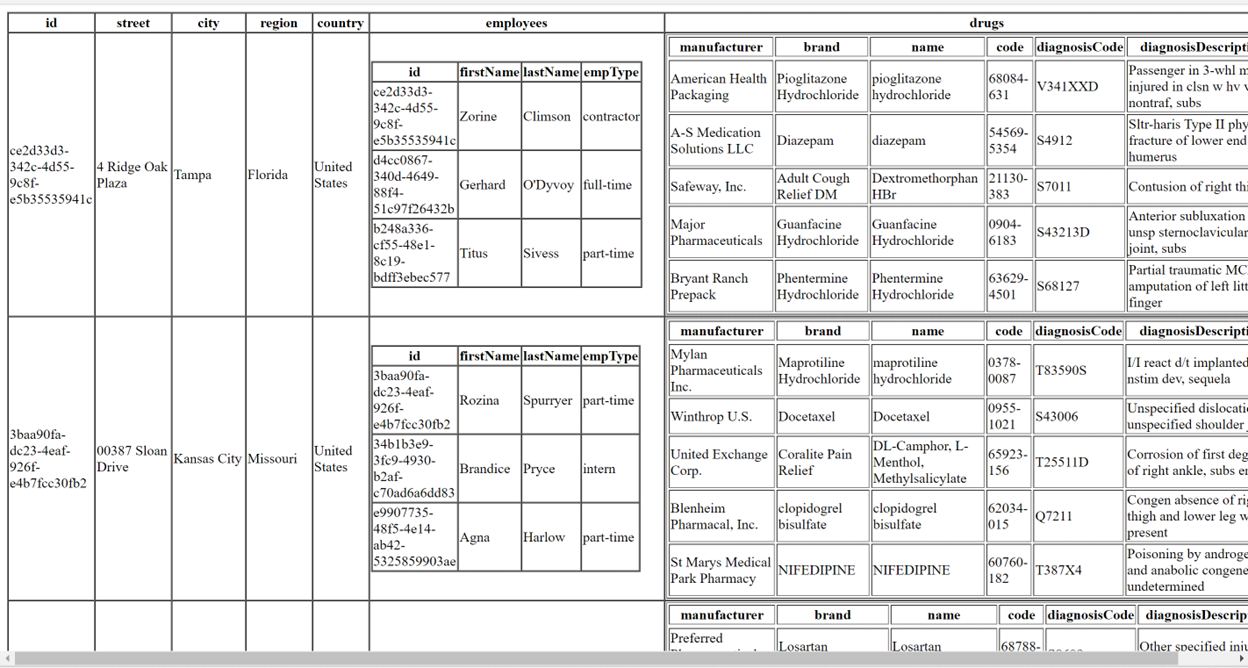 id street city region country employees drugs
ce2d33d3-
342c-4d55-
9c8f-
e5b35535941c
4 Ridge Oak
Plaza
Tampa
Florida
United
States
id firstName lastName empType
ce2d33d3-
342c-4d55-
9c8f-
e5b35535941c
Zorine
Climson
contractor
d4cc0867-
340d-4649-
88f4-
51c97f26432b
Gerhard
O'Dyvoy
full-time
b248a336-
cf55-48e1-
8c19-
bdff3ebec577
Titus
Sivess
part-time
manufacturer brand name code diagnosisCode diagnosisDescripti
American Health
Packaging
Pioglitazone
Hydrochloride
pioglitazone
hydrochloride
68084-
631
V341XXD
Passenger in 3-whl m
injured in clsn w hv v
nontraf, subs
A-S Medication
Solutions LLC
Diazepam
diazepam
54569-
5354
S4912
Sltr-haris Type II phy
fracture of lower end
humerus
Safeway, Inc.
Adult Cough
Relief DM
Dextromethorphan
HBr
21130-
383
S7011
Contusion of right thi
Major
Pharmaceuticals
Guanfacine
Hydrochloride
Guanfacine
Hydrochloride
0904-
6183
S43213D
Anterior subluxation
unsp sternoclavicular
joint, subs
Bryant Ranch
Prepack
Phentermine
Hydrochloride
Phentermine
Hydrochloride
63629-
4501
S68127
Partial traumatic MC
amputation of left litt
finger
3baa90fa-
dc23-4eaf-
926f-
e4b7fcc30fb2
00387 Sloan
Drive
Kansas City
Missouri
United
States
id firstName lastName empType
3baa90fa-
dc23-4eaf-
926f-
e4b7fcc30fb2
Rozina
Spurryer
part-time
34b1b3e9-
3fc9-4930-
b2af-
c70ad6a6dd83
Brandice
Pryce
intern
e9907735-
48f5-4e14-
ab42-
5325859903ae
Agna
Harlow
part-time
manufacturer brand name code diagnosisCode diagnosisDescripti
Mylan
Pharmaceuticals
Inc.
Maprotiline
Hydrochloride
maprotiline
hydrochloride
0378-
0087
T83590S
I/I react d/t implanted
nstim dev, sequela
Winthrop U.S.
Docetaxel
Docetaxel
0955-
1021
S43006
Unspecified dislocati
unspecified shoulder
United Exchange
Corp.
Coralite Pain
Relief
DL-Camphor, L-
Menthol,
Methylsalicylate
65923-
156
T25511D
Corrosion of first deg
of right ankle, subs en
Blenheim
Pharmacal, Inc.
clopidogrel
bisulfate
clopidogrel
bisulfate
62034-
015
Q7211
Congen absence of rig
thigh and lower leg w
present
St Marys Medical
Park Pharmacy
NIFEDIPINE
NIFEDIPINE
60760-
182
T387X4
Poisoning by androge
and anabolic congene
undetermined
manufacturer brand name code diagnosisCode diagnosisDescrip
Preferred
Losartan
Losartan
68788-
Other specified inju